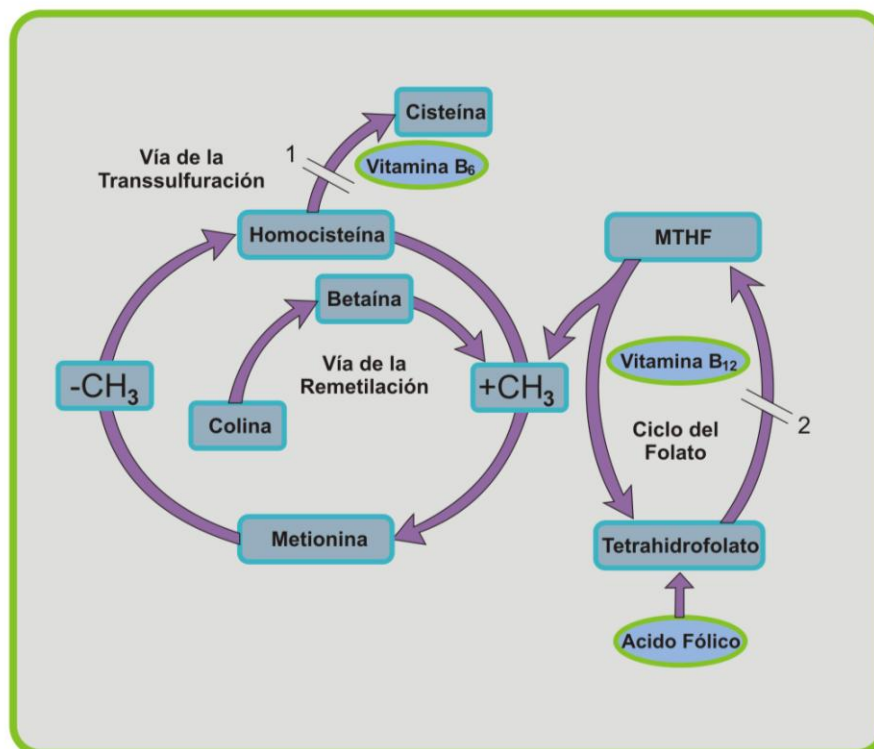 Cisteína
1
Vitamina B₆
Vía de la
Transsulfuración
Homocisteína
MTHF
Betaína
Vitamina B₁₂
Vía de la
Remetilación
-CH₃
+CH₃
Colina
2
Ciclo del
Folato
Metionina
Tetrahidrofolato
Acido Fólico